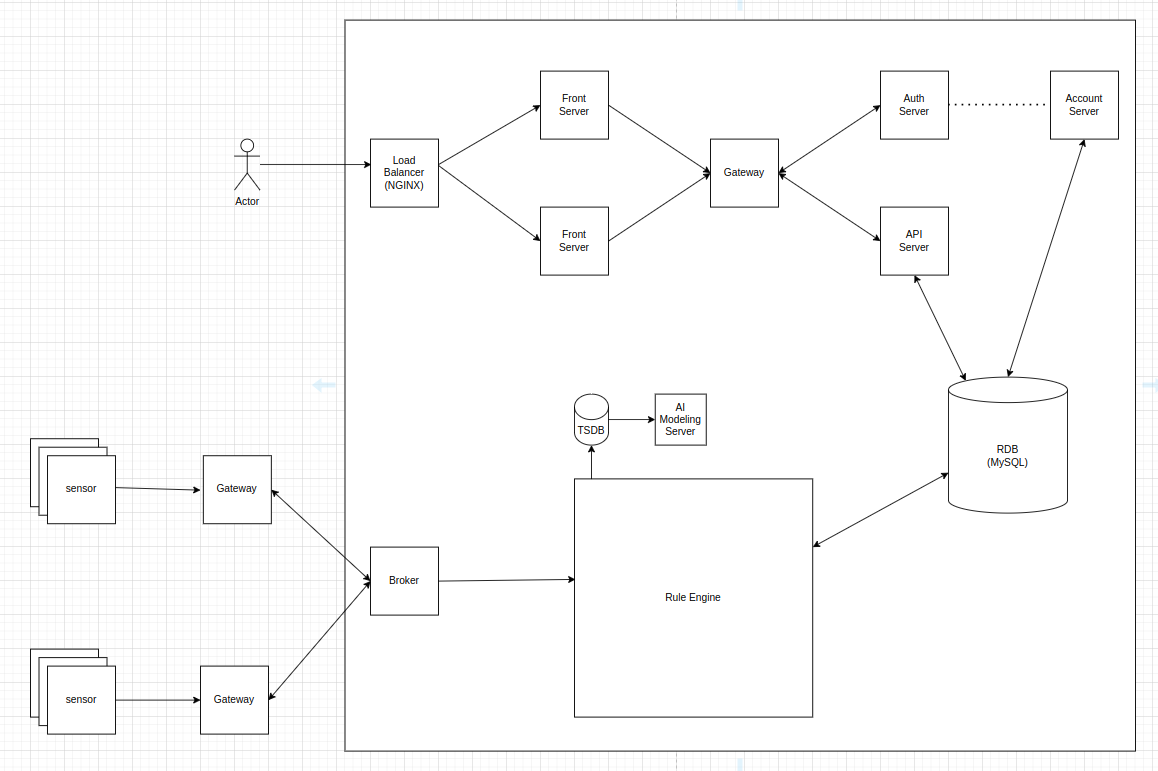 Front
Server
Auth
Server
Account
Server
Load
Balancer
(NGINX)
Gateway
Actor
Front
Server
API
Server
TSDB
AI
Modeling
Server
RDB
(MySQL)
sensor
Gateway
Broker
Rule Engine
sensor
Gateway